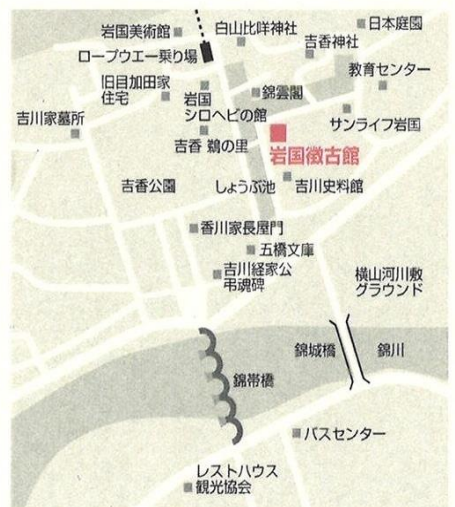 岩国美術館
ロープウエー乗り場
白山比咩神社
日本庭園
吉香神社
教育センター
旧目加田家
住宅
岩国
シロヘビの館
錦雲閣
サンライフ岩国
吉川家墓所
吉香 鵜の里
岩国徴古館
吉香公園
しょうぶ池
吉川史料館
香川家長屋門
五橋文庫
吉川経家公
弔魂碑
横山河川敷
グラウンド
錦城橋
錦川
錦帯橋
バスセンター
レストハウス
観光協会